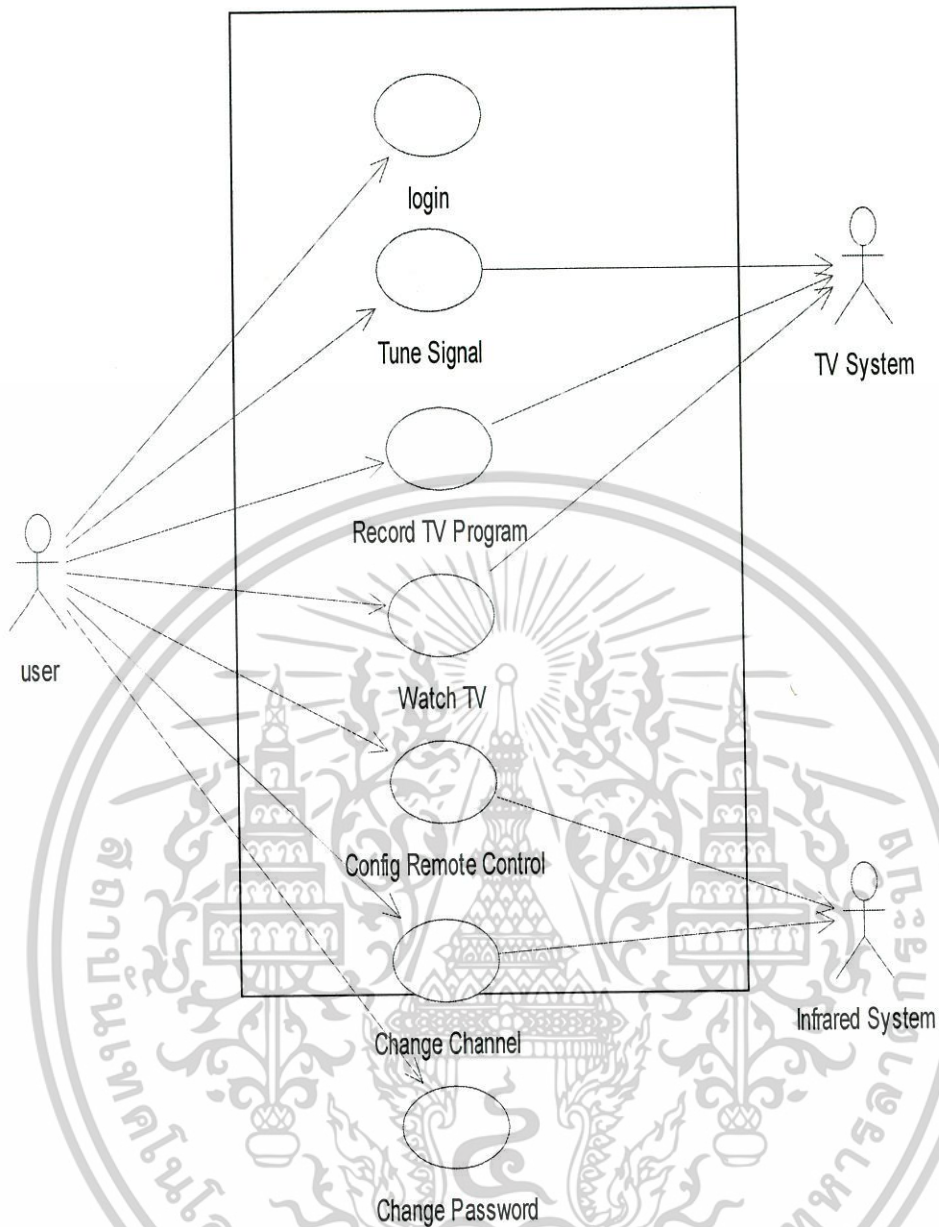 login
Tune Signal
TV System
Record TV Program
user
Watch TV
Config Remote Control
Infrared System
Change Channel
Change Password